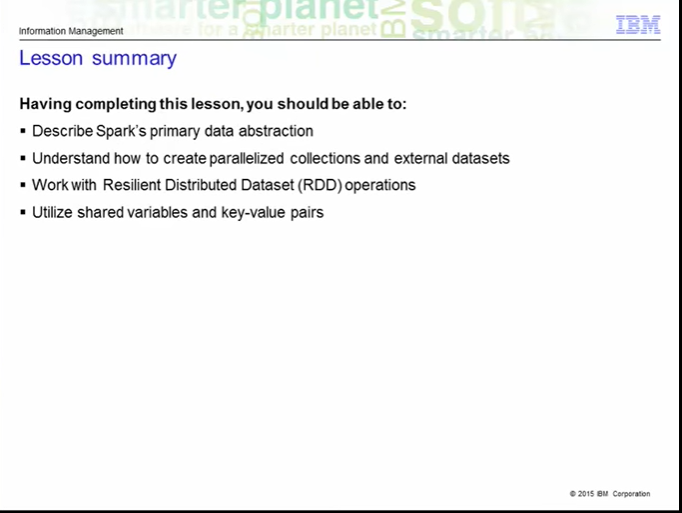 Information Management
IBM
Lesson summary
Having completing this lesson, you should be able to:
▪ Describe Spark's primary data abstraction
▪ Understand how to create parallelized collections and external datasets
▪ Work with Resilient Distributed Dataset (RDD) operations
▪ Utilize shared variables and key-value pairs
© 2015 IBM Corporation